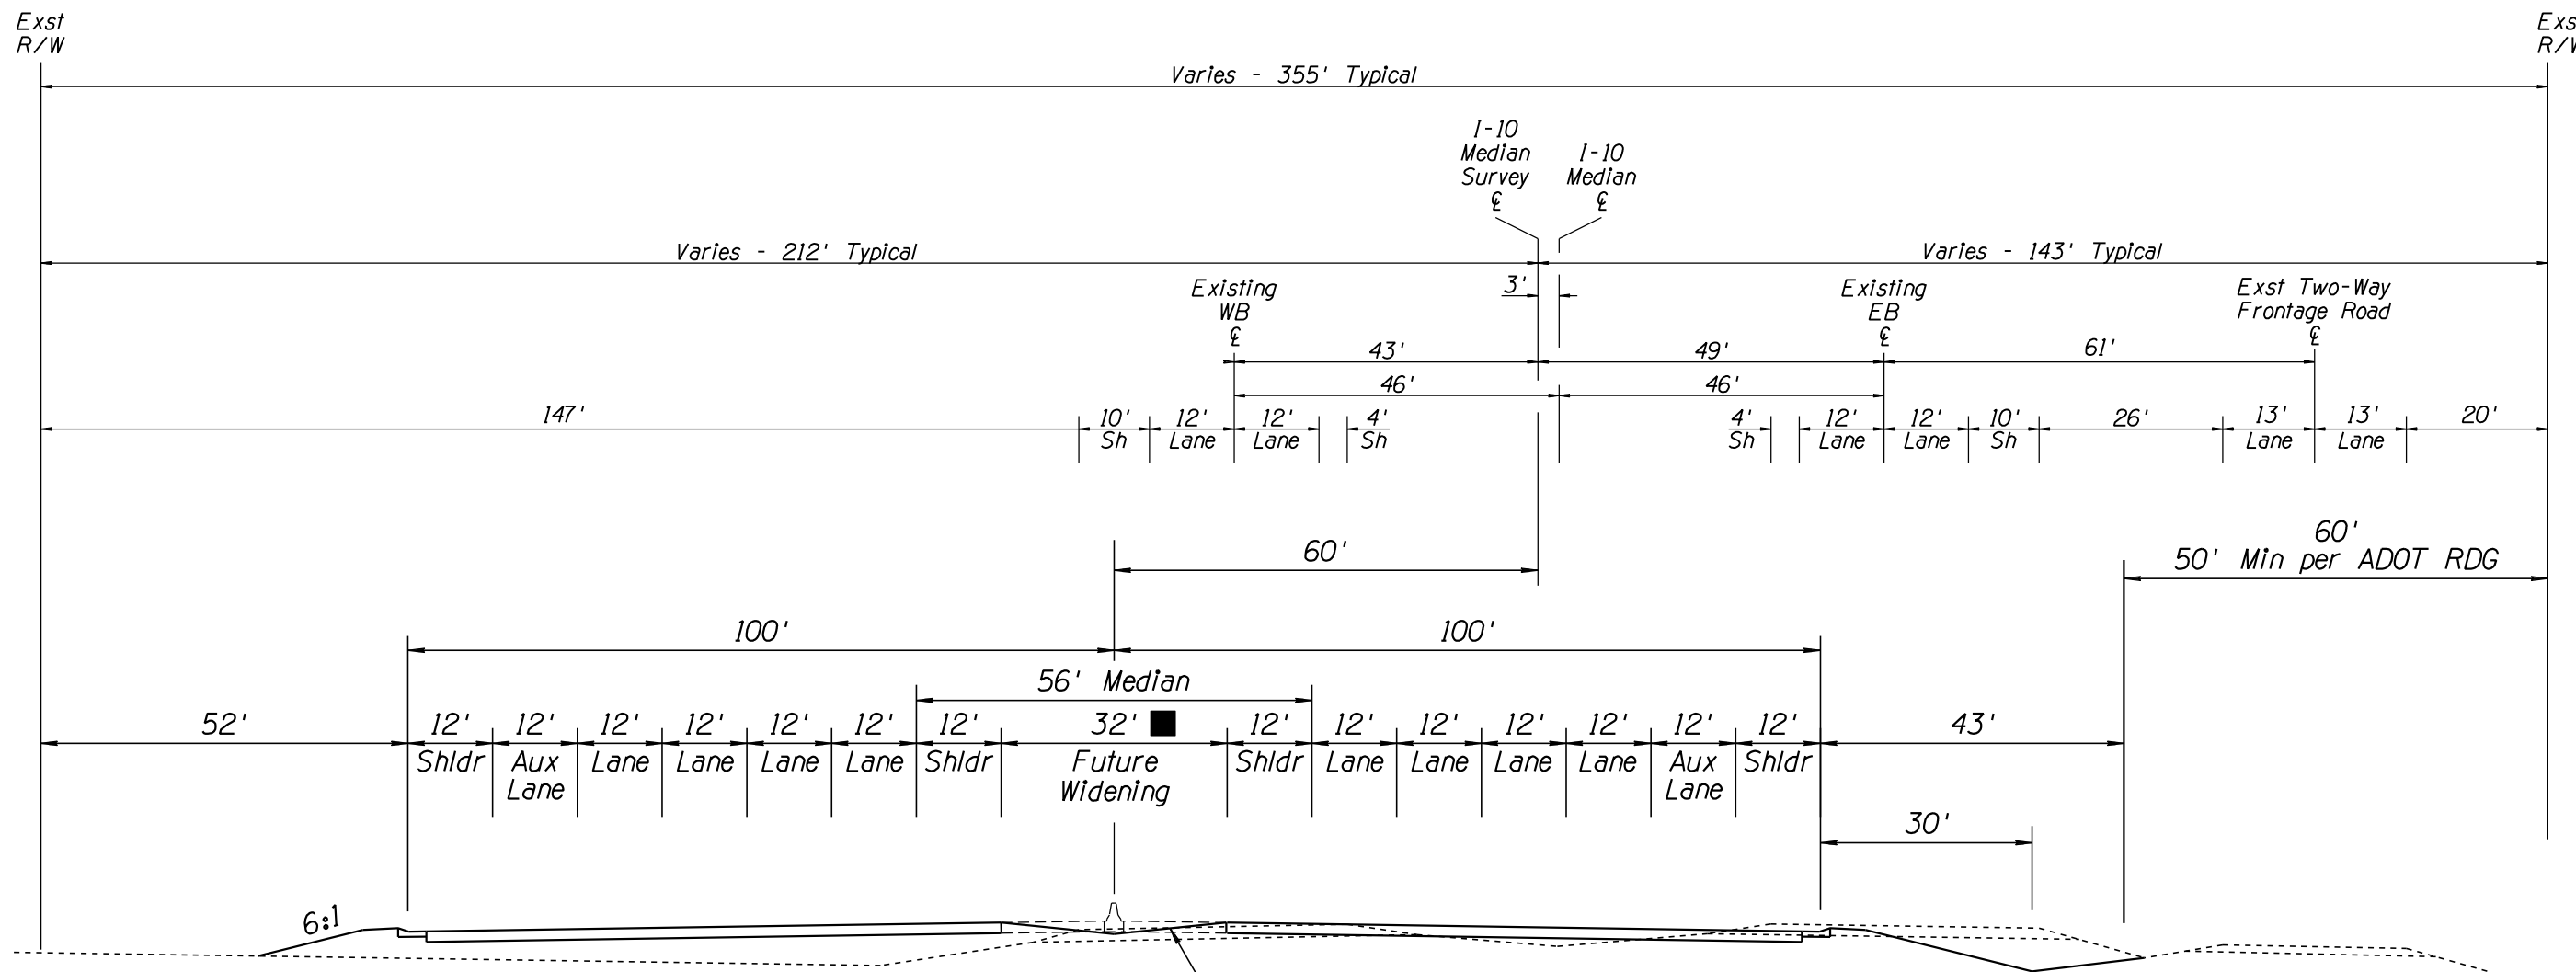 Exst
R/W
Exs
R/W
Varies - 355' Typical
I-10
Median
Survey
℄
I-10
Median
℄
Varies - 212' Typical
Varies - 143' Typical
3'
Existing
WB
℄
Existing
EB
℄
Exst Two-Way
Frontage Road
℄
43'
49'
61'
46'
46'
147'
10'
Sh
12'
Lane
12'
Lane
4'
Sh
4'
Sh
12'
Lane
12'
Lane
10'
Sh
26'
13'
Lane
13'
Lane
20'
60'
60'
50' Min per ADOT RDG
100'
100'
56' Median
52'
12'
Shldr
12'
Aux
Lane
12'
Lane
12'
Lane
12'
Lane
12'
Lane
12'
Shldr
32'
Future
Widening
12'
Shldr
12'
Lane
12'
Lane
12'
Lane
12'
Lane
12'
Aux
Lane
12'
Shldr
43'
30'
6:1